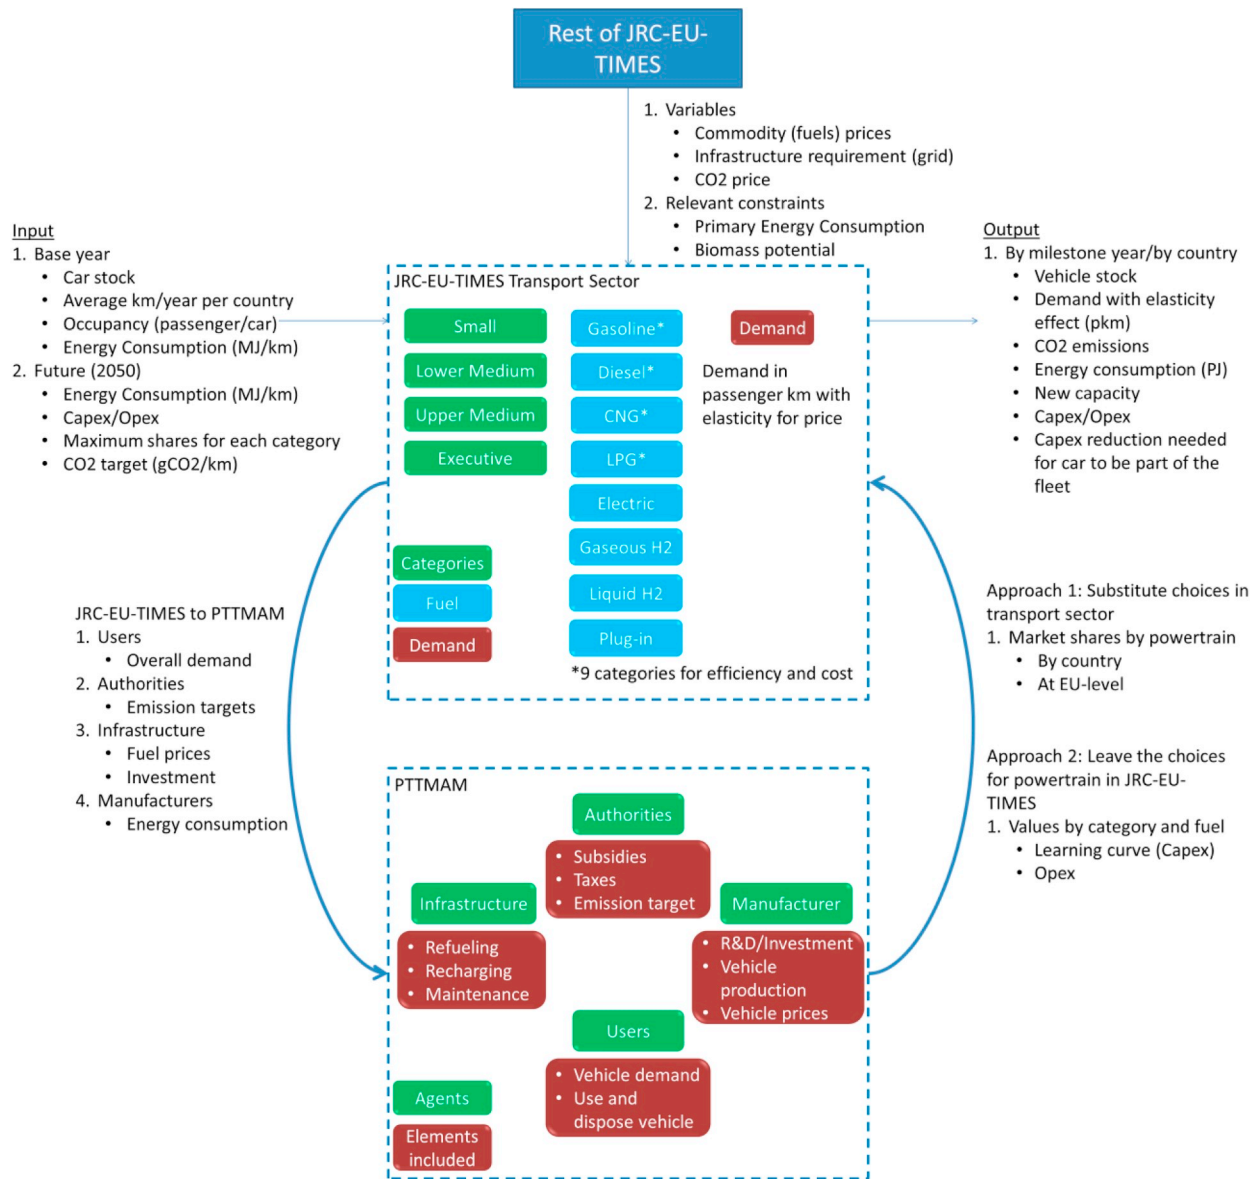 Rest of JRC-EU-
TIMES
1. Variables
• Commodity (fuels) prices
• Infrastructure requirement (grid)
• CO2 price
2. Relevant constraints
• Primary Energy Consumption
• Biomass potential
Input
1. Base year
• Car stock
• Average km/year per country
• Occupancy (passenger/car)
• Energy Consumption (MJ/km)
2. Future (2050)
• Energy Consumption (MJ/km)
• Capex/Opex
• Maximum shares for each category
• CO2 target (gCO2/km)
JRC-EU-TIMES Transport Sector
Small
Lower Medium
Upper Medium
Executive
Gasoline*
Diesel*
CNG*
LPG*
Electric
Gaseous H2
Liquid H2
Plug-in
Demand
Demand in
passenger km with
elasticity for price
Categories
Fuel
Demand
*9 categories for efficiency and cost
Output
1. By milestone year/by country
• Vehicle stock
• Demand with elasticity
effect (pkm)
• CO2 emissions
• Energy consumption (PJ)
• New capacity
• Capex/Opex
• Capex reduction needed
for car to be part of the
fleet
JRC-EU-TIMES to PTTMAM
1. Users
• Overall demand
2. Authorities
• Emission targets
3. Infrastructure
• Fuel prices
• Investment
4. Manufacturers
• Energy consumption
Approach 1: Substitute choices in
transport sector
1. Market shares by powertrain
• By country
• At EU-level
Approach 2: Leave the choices
for powertrain in JRC-EU-
TIMES
1. Values by category and fuel
• Learning curve (Capex)
• Opex
PTTMAM
Authorities
• Subsidies
• Taxes
• Emission target
Infrastructure
• Refueling
• Recharging
• Maintenance
Manufacturer
• R&D/Investment
• Vehicle
production
• Vehicle prices
Users
• Vehicle demand
• Use and
dispose vehicle
Agents
Elements
included